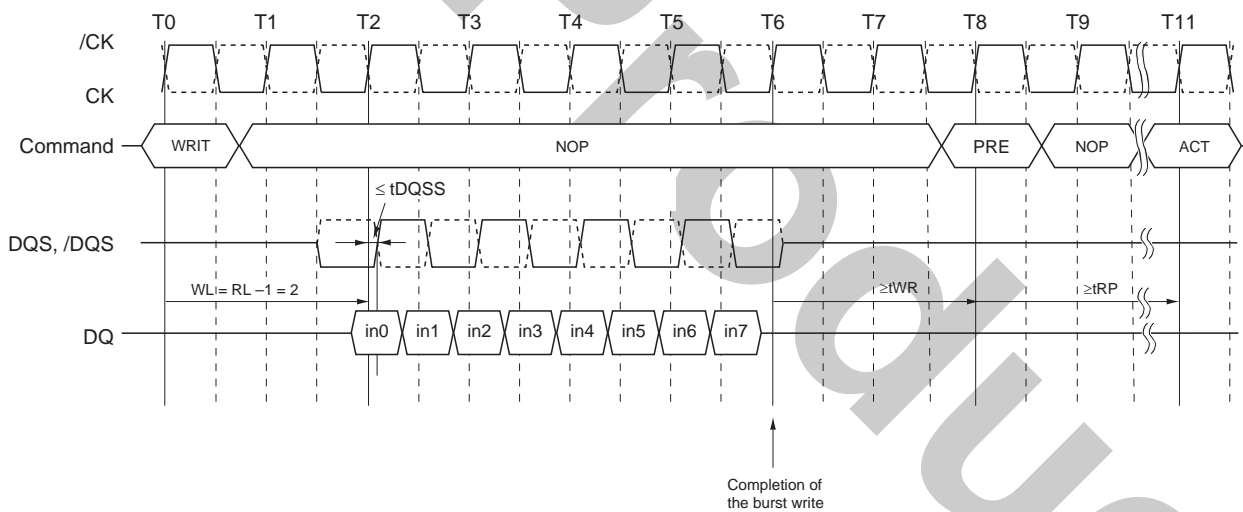 T0 T1 T2 T3 T4 T5 T6 T7 T8 T9 T11
/CK
CK
Command WRIT NOP PRE NOP ACT
≤ tDQSS
DQS, /DQS
WL = RL –1 = 2 ≥tWR ≥tRP
DQ in0 in1 in2 in3 in4 in5 in6 in7
Completion of
the burst write